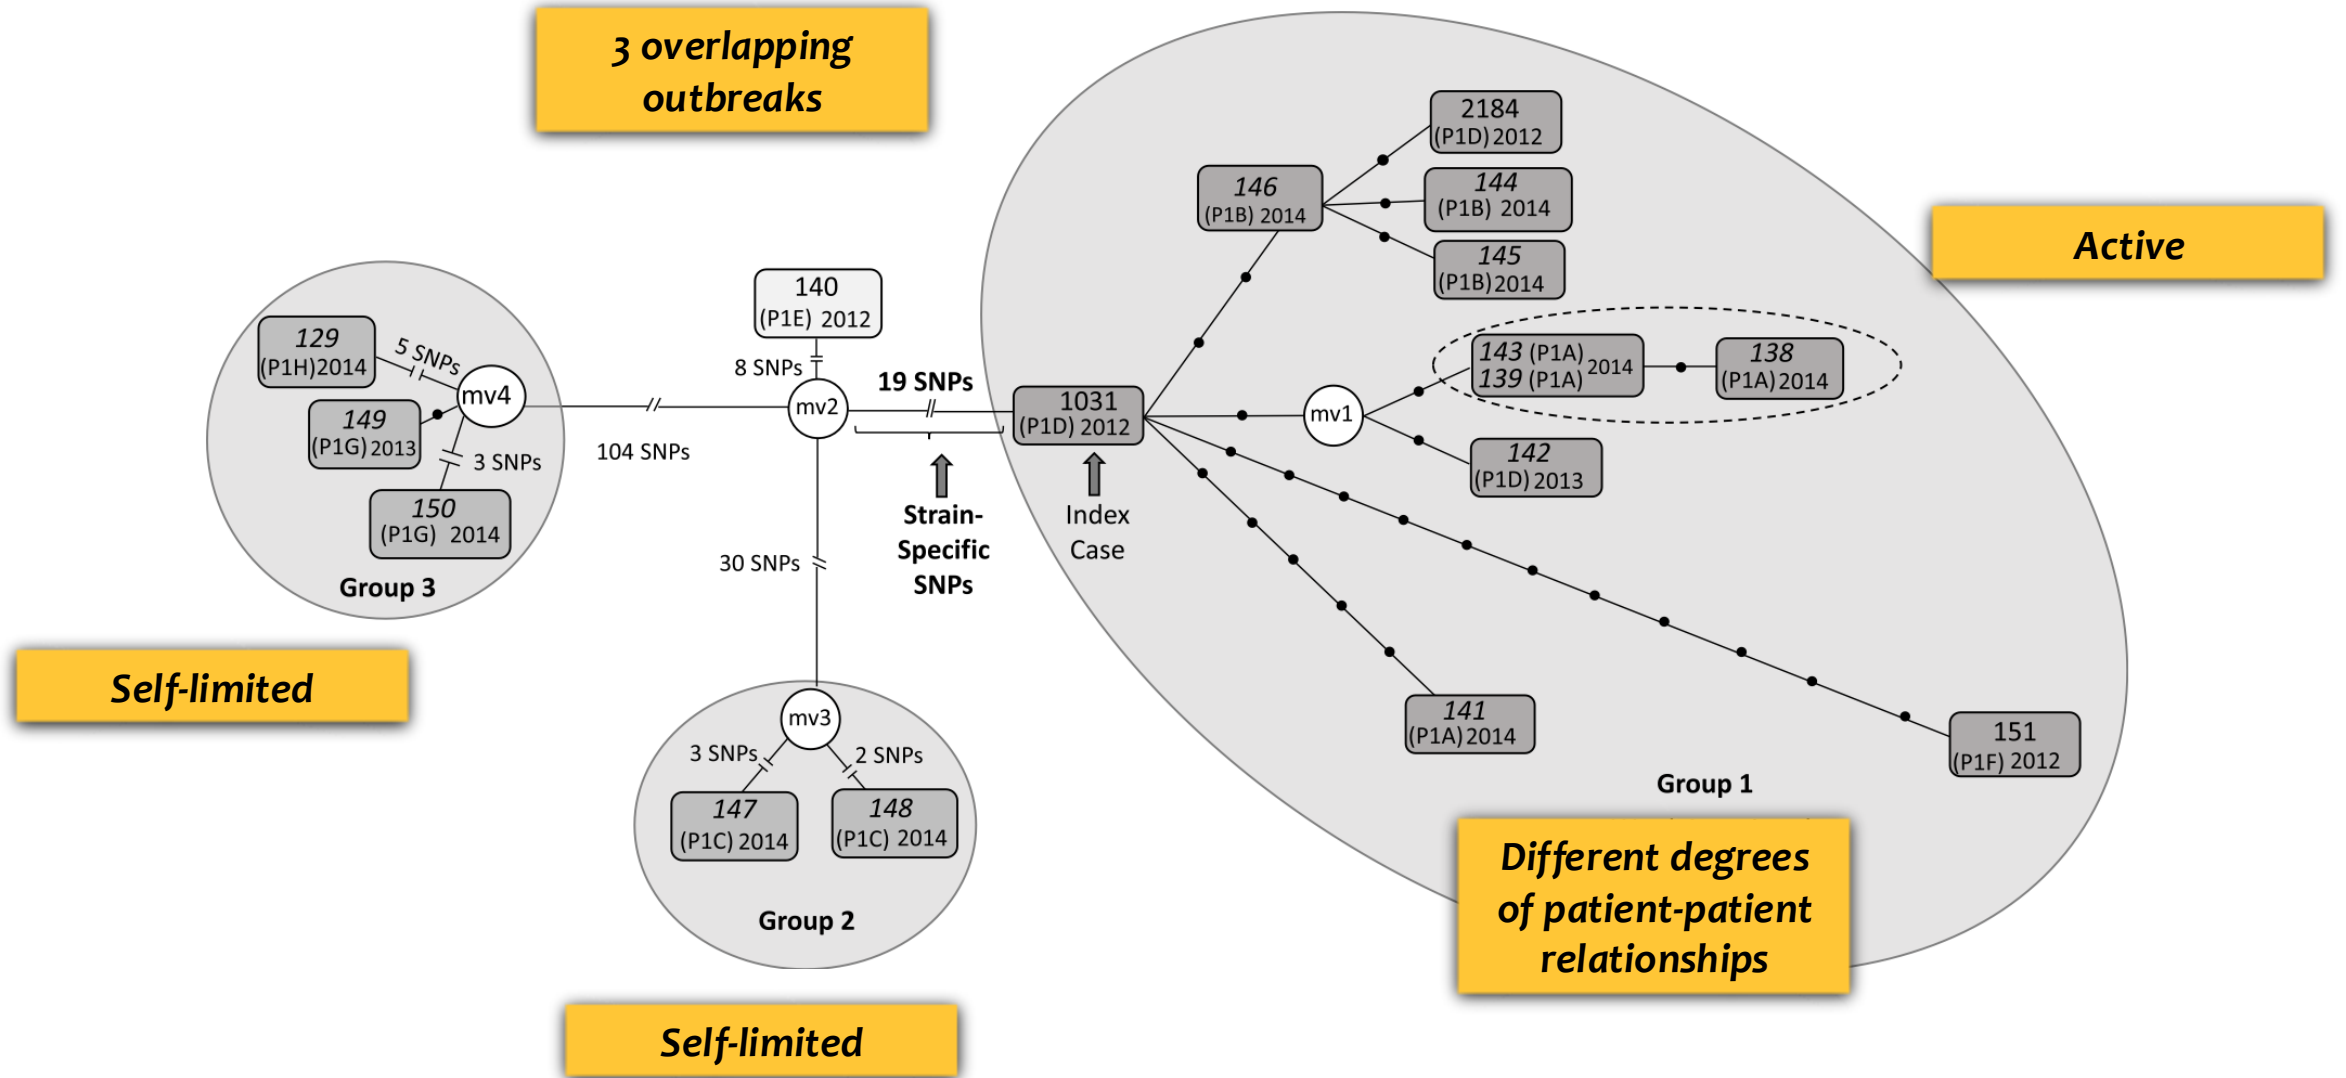 3 overlapping
outbreaks
2184
(P1D) 2012
146
(P1B) 2014
144
(P1B) 2014
145
(P1B) 2014
Active
140
(P1E) 2012
8 SNPs
129
(P1H) 2014
5 SNPs
mv4
149
(P1G) 2013
3 SNPs
150
(P1G) 2014
Group 3
104 SNPs
mv2
19 SNPs
1031
(P1D) 2012
mv1
143 (P1A)
139 (P1A)
2014
138
(P1A) 2014
142
(P1D) 2013
Strain-
Specific
SNPs
Index
Case
30 SNPs
Self-limited
mv3
3 SNPs
2 SNPs
147
(P1C) 2014
148
(P1C) 2014
Group 2
141
(P1A) 2014
151
(P1F) 2012
Group 1
Different degrees
of patient-patient
relationships
Self-limited